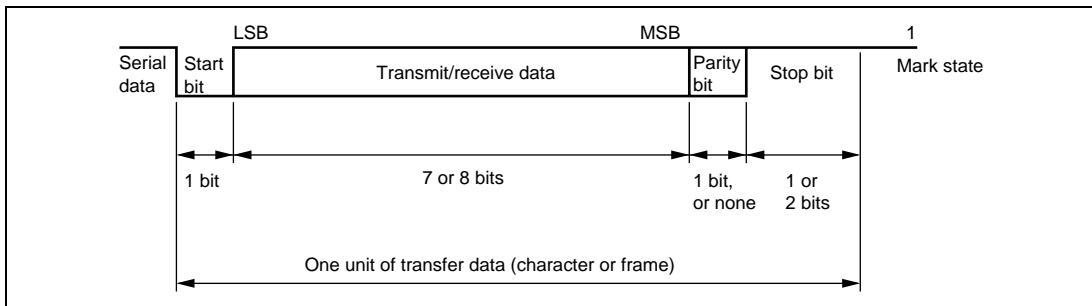 LSB MSB 1
Serial data Start bit Transmit/receive data Parity bit Stop bit Mark state
1 bit 7 or 8 bits 1 bit, or none 1 or 2 bits
One unit of transfer data (character or frame)